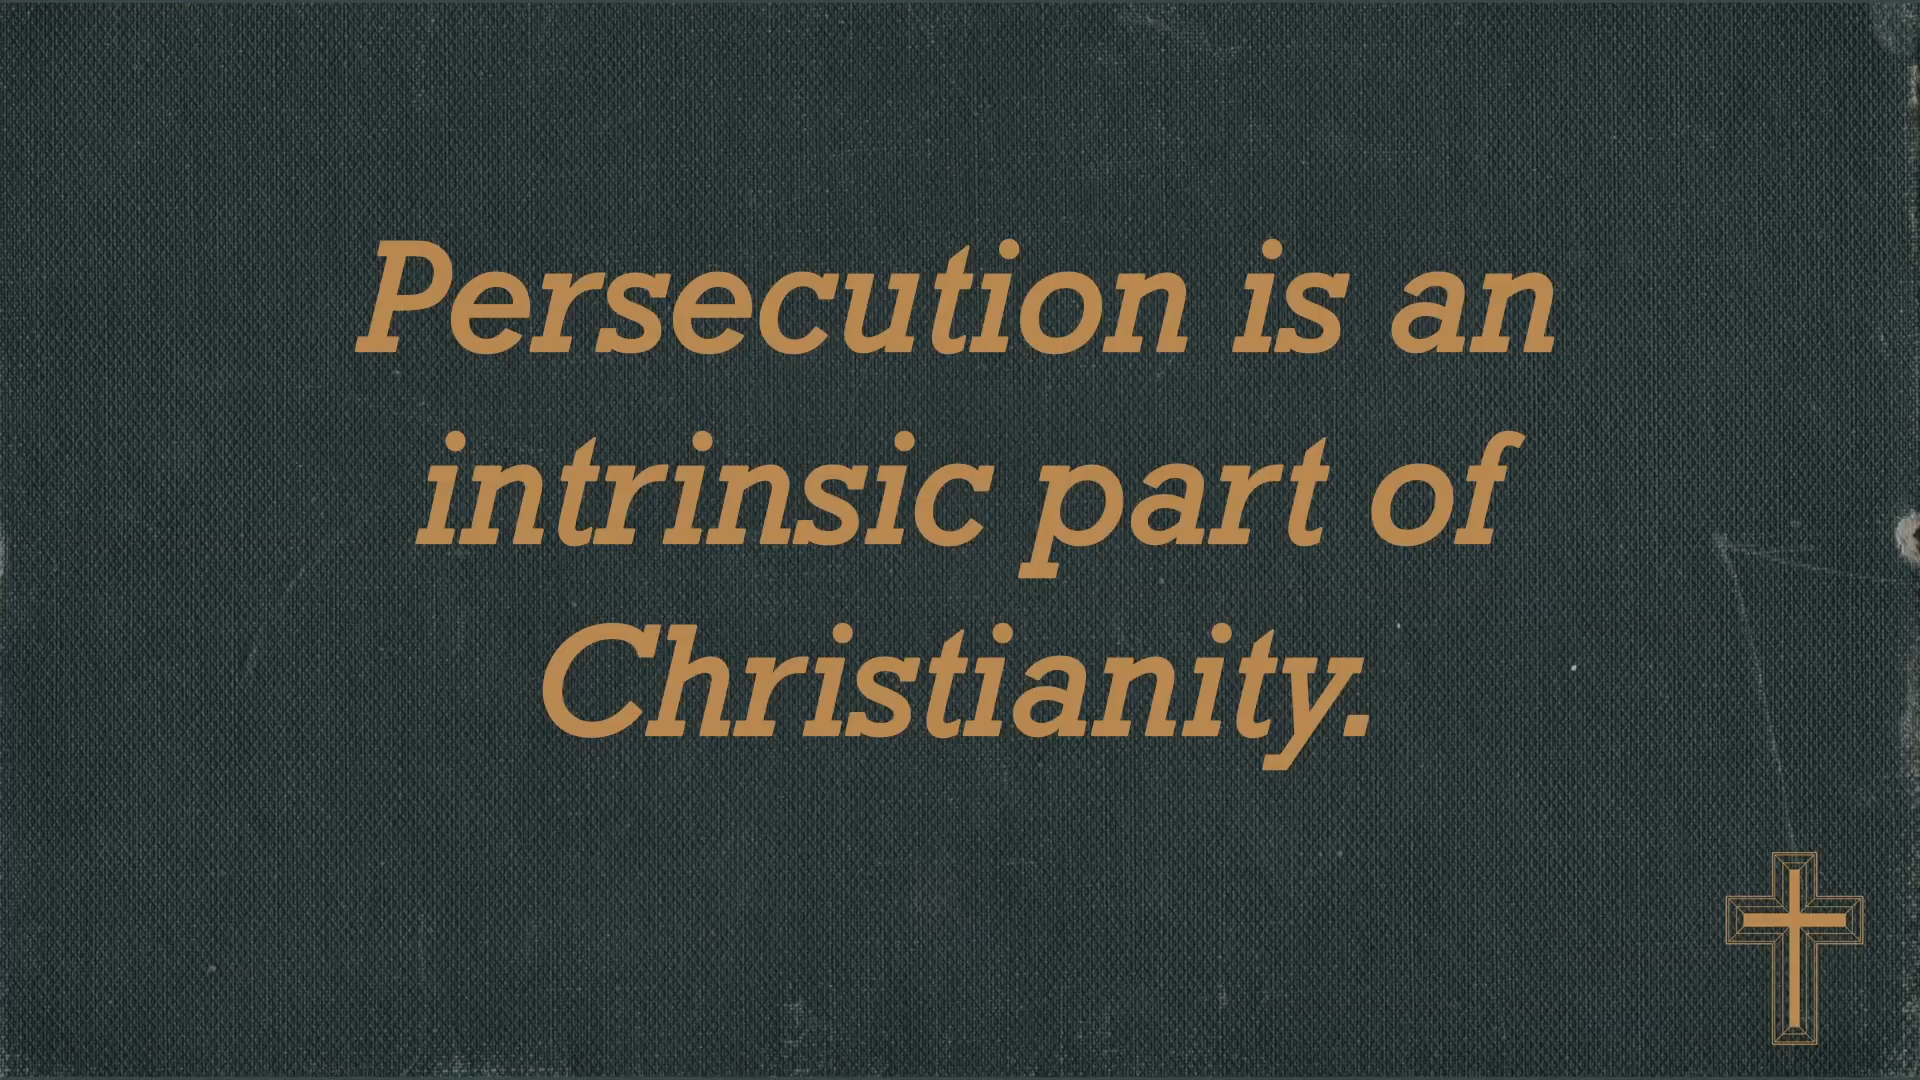 Persecution is an
intrinsic part of
Christianity.